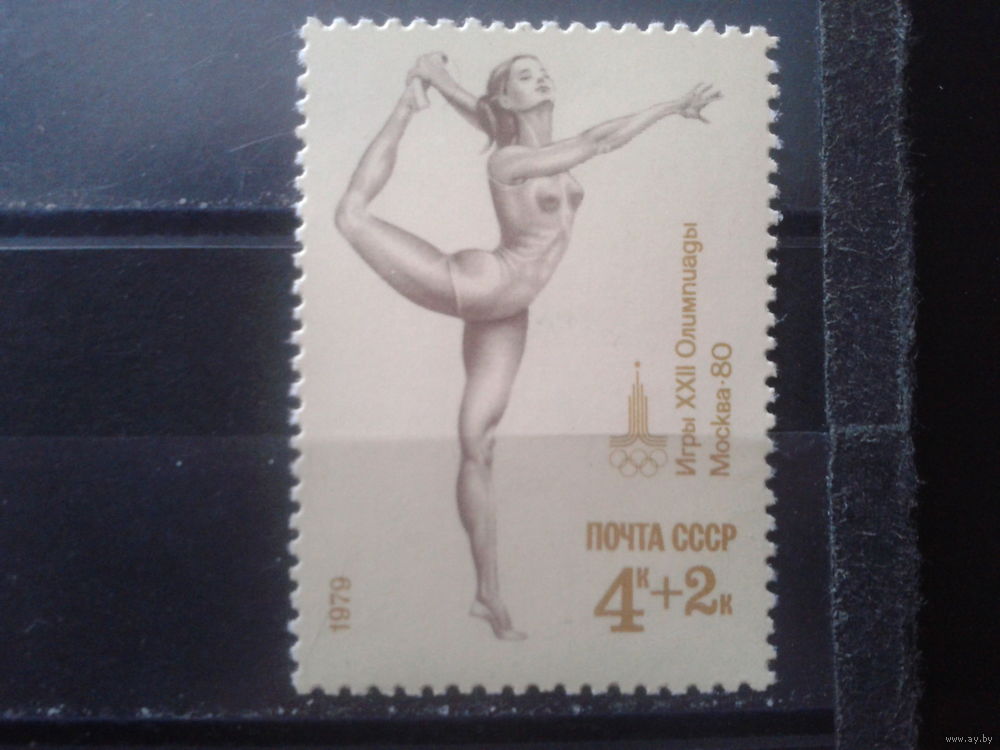 Игры XXII Олимпиады
Москва·80
ПОЧТА СССР
4к+2к
1979
www.ay.by